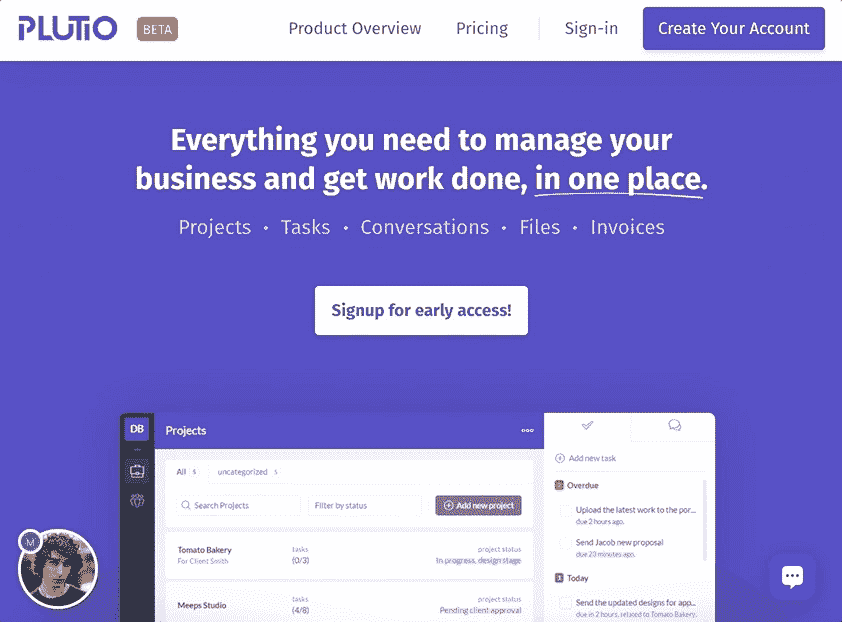 PLUTIO BETA Product Overview Pricing Sign-in Create Your Account
Everything you need to manage your
business and get work done, in one place.
Projects • Tasks • Conversations • Files • Invoices
Signup for early access!
DB Projects
Add new task
All 5 uncategorized 5
Overdue
Search Projects Filter by status Add new project
Upload the latest work to the por...
due 2 hours ago.
Send Jacob new proposal
due 23 minutes ago.
Tomato Bakery tasks project status
For Client Smith (0/3) In progress, design stage
Today
Meeps Studio tasks project status
(4/8) Pending client approval
Send the updated designs for app...
due in 2 hours, related to Tomato Bakery.
M